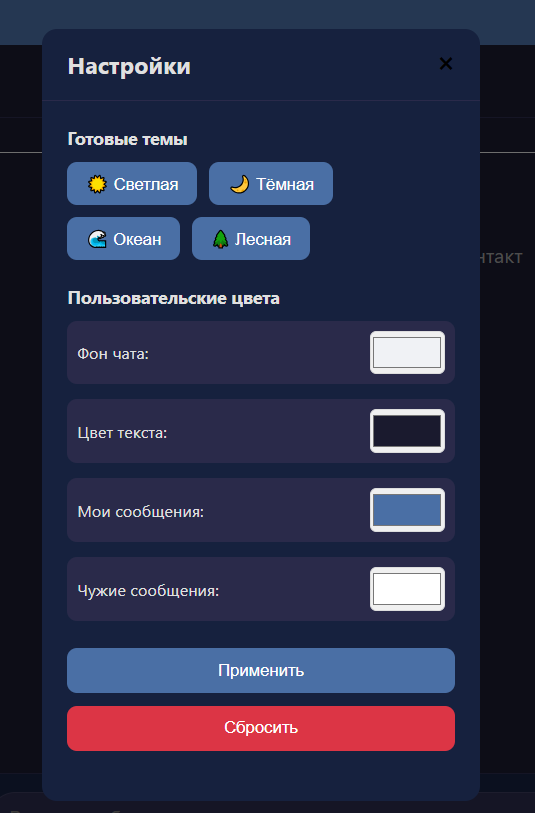 Настройки
×
Готовые темы
Светлая
Тёмная
Океан
Лесная
Пользовательские цвета
Фон чата:
Цвет текста:
Мои сообщения:
Чужие сообщения:
Применить
Сбросить